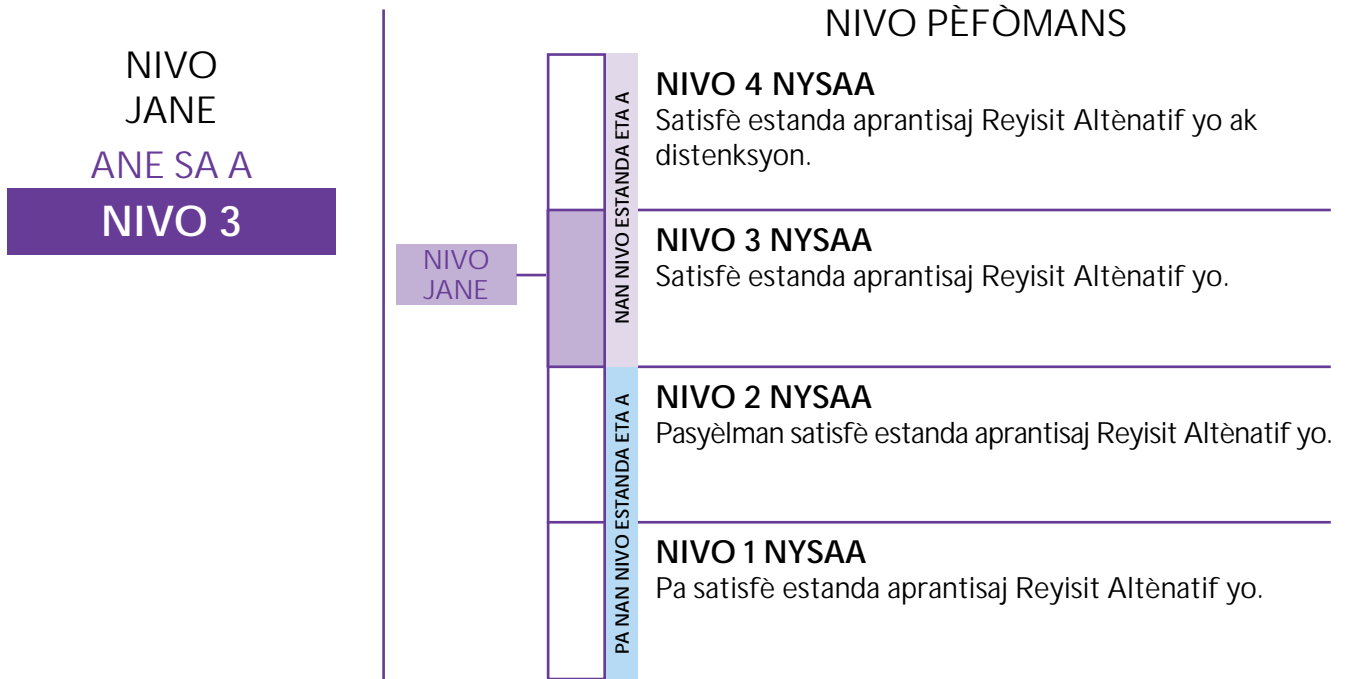 NIVO
JANE
ANE SA A
NIVO 3
NIVO PÈFÒMANS
NIVO
JANE
NAN NIVO ESTANDA ETA A
PA NAN NIVO ESTANDA ETA A
NIVO 4 NYSAA
Satisfè estanda aprantisaj Reyisit Altènatif yo ak
distenksyon.
NIVO 3 NYSAA
Satisfè estanda aprantisaj Reyisit Altènatif yo.
NIVO 2 NYSAA
Pasyèlman satisfè estanda aprantisaj Reyisit Altènatif yo.
NIVO 1 NYSAA
Pa satisfè estanda aprantisaj Reyisit Altènatif yo.